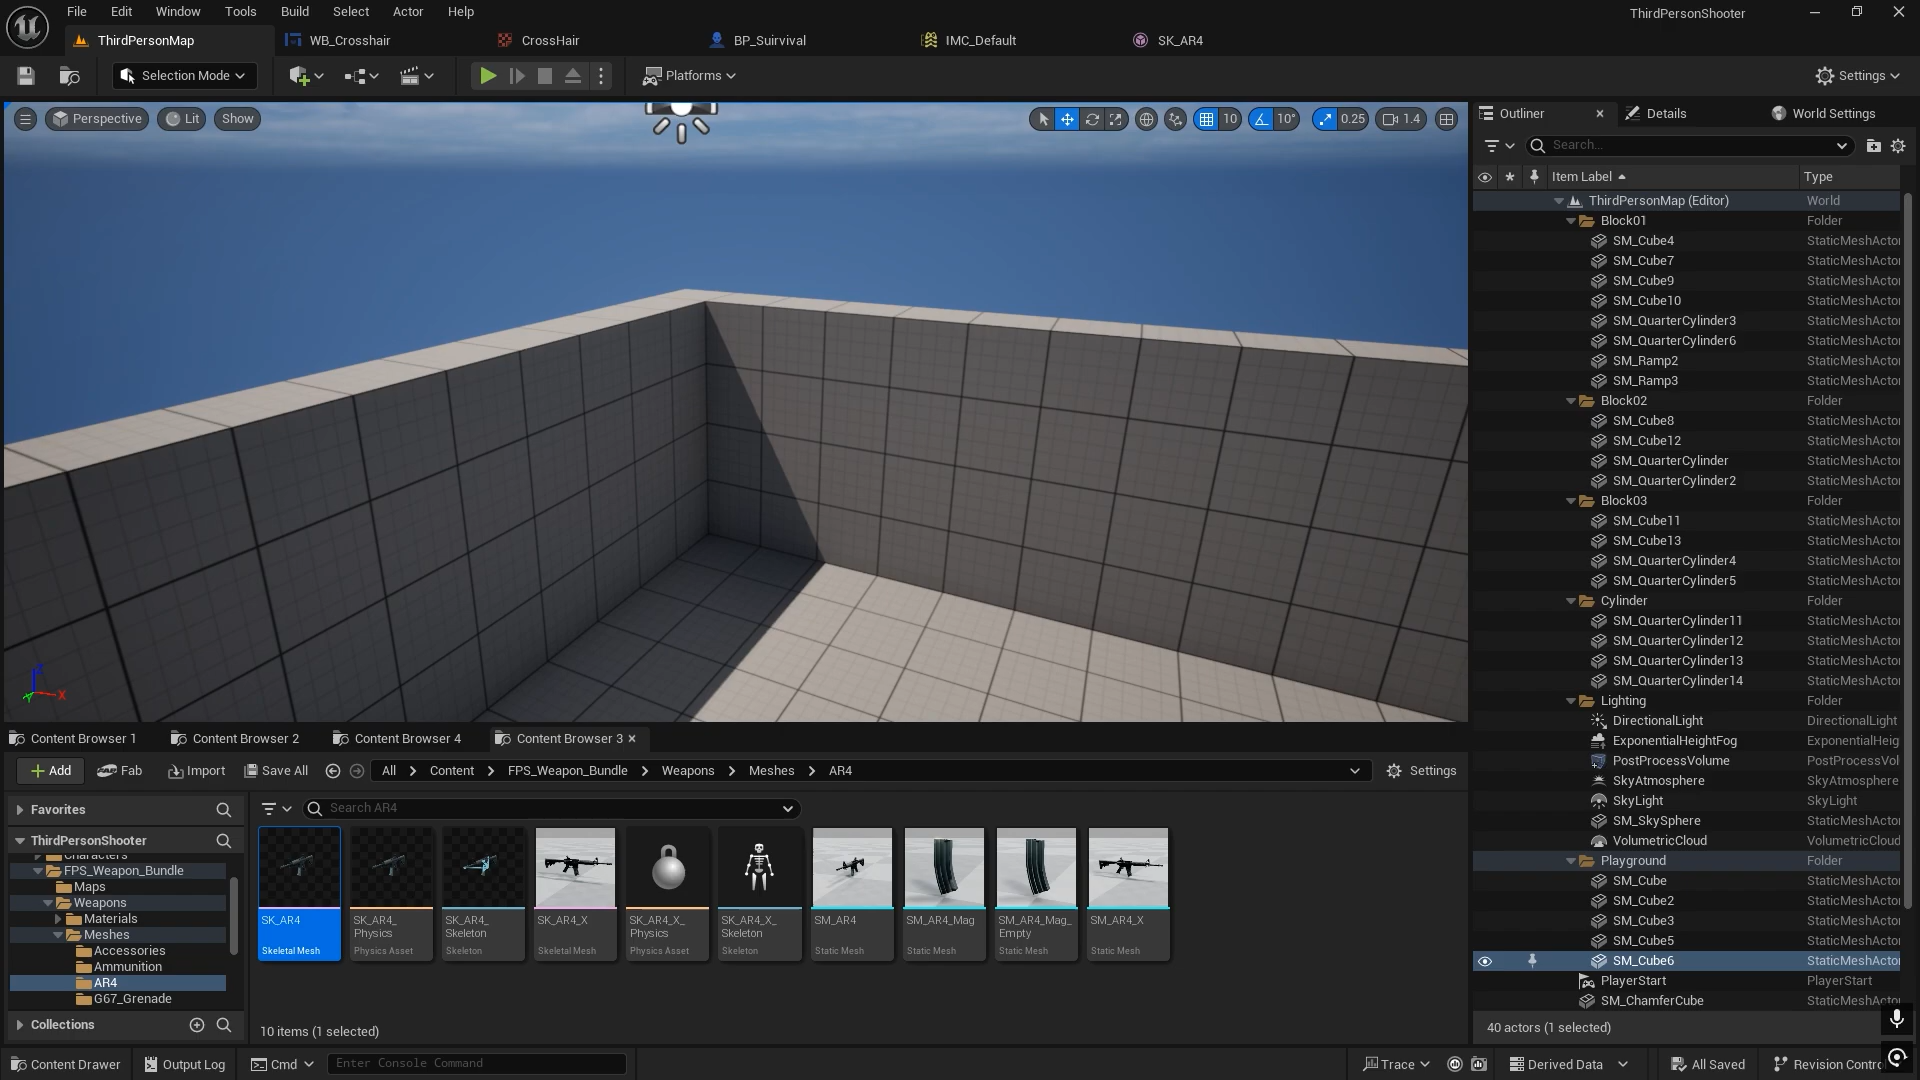 File Edit Window Tools Build Select Actor Help ThirdPersonShooter
ThirdPersonMap WB_Crosshair CrossHair BP_Suirvival IMC_Default SK_AR4
Selection Mode Platforms Settings
Perspective Lit Show 10 10° 0.25 1.4
Outliner Details World Settings
Search...
Item Label Type
ThirdPersonMap (Editor) World
Block01 Folder
SM_Cube4 StaticMeshActor
SM_Cube7 StaticMeshActor
SM_Cube9 StaticMeshActor
SM_Cube10 StaticMeshActor
SM_QuarterCylinder3 StaticMeshActor
SM_QuarterCylinder6 StaticMeshActor
SM_Ramp2 StaticMeshActor
SM_Ramp3 StaticMeshActor
Block02 Folder
SM_Cube8 StaticMeshActor
SM_Cube12 StaticMeshActor
SM_QuarterCylinder StaticMeshActor
SM_QuarterCylinder2 StaticMeshActor
Block03 Folder
SM_Cube11 StaticMeshActor
SM_Cube13 StaticMeshActor
SM_QuarterCylinder4 StaticMeshActor
SM_QuarterCylinder5 StaticMeshActor
Cylinder Folder
SM_QuarterCylinder11 StaticMeshActor
SM_QuarterCylinder12 StaticMeshActor
SM_QuarterCylinder13 StaticMeshActor
SM_QuarterCylinder14 StaticMeshActor
Lighting Folder
DirectionalLight DirectionalLight
ExponentialHeightFog ExponentialHeig
PostProcessVolume PostProcessVol
SkyAtmosphere SkyAtmosphere
SkyLight SkyLight
SM_SkySphere StaticMeshActor
VolumetricCloud VolumetricCloud
Playground Folder
SM_Cube StaticMeshActor
SM_Cube2 StaticMeshActor
SM_Cube3 StaticMeshActor
SM_Cube5 StaticMeshActor
SM_Cube6 StaticMeshActor
PlayerStart PlayerStart
SM_ChamferCube StaticMeshActor
40 actors (1 selected)
Z X
Content Browser 1 Content Browser 2 Content Browser 4 Content Browser 3
Add Fab Import Save All All Content FPS_Weapon_Bundle Weapons Meshes AR4 Settings
Favorites
ThirdPersonShooter
Characters
FPS_Weapon_Bundle
Maps
Weapons
Materials
Meshes
Accessories
Ammunition
AR4
G67_Grenade
Collections
Search AR4
SK_AR4
Skeletal Mesh
SK_AR4_
Physics
Physics Asset
SK_AR4_
Skeleton
Skeleton
SK_AR4_X
Skeletal Mesh
SK_AR4_X_
Physics
Physics Asset
SK_AR4_X_
Skeleton
Skeleton
SM_AR4
Static Mesh
SM_AR4_Mag
Static Mesh
SM_AR4_Mag_
Empty
Static Mesh
SM_AR4_X
Static Mesh
10 items (1 selected)
Content Drawer Output Log Cmd Enter Console Command Trace Derived Data All Saved Revision Contro